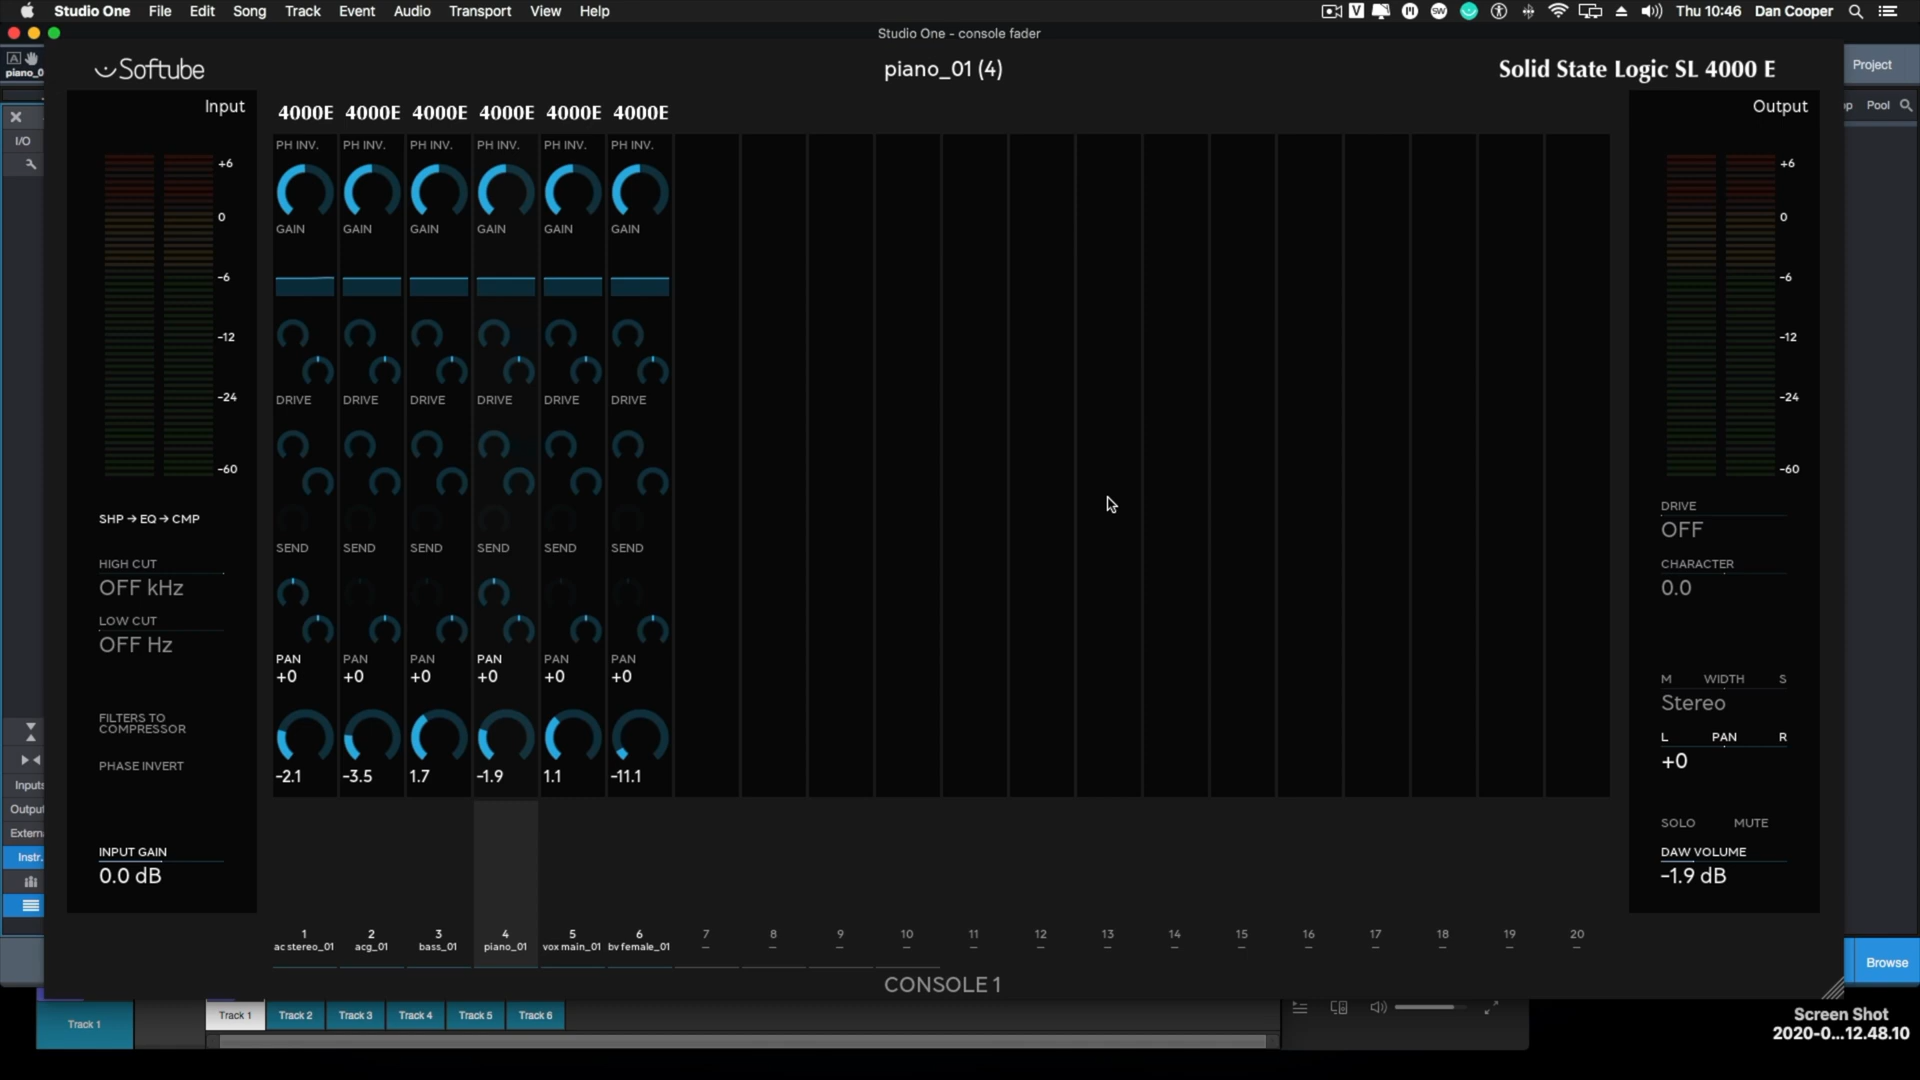 Studio One File Edit Song Track Event Audio Transport View Help
Thu 10:46 Dan Cooper
Studio One - console fader
piano_0
Softube
piano_01 (4)
Solid State Logic SL 4000 E
Project
Input
4000E 4000E 4000E 4000E 4000E 4000E
Output
Pool
I/O
PH INV. PH INV. PH INV. PH INV. PH INV. PH INV.
+6
0
-6
-12
-24
-60
GAIN GAIN GAIN GAIN GAIN GAIN
DRIVE DRIVE DRIVE DRIVE DRIVE DRIVE
SEND SEND SEND SEND SEND SEND
PAN PAN PAN PAN PAN PAN
+0 +0 +0 +0 +0 +0
-2.1 -3.5 1.7 -1.9 1.1 -11.1
+6
0
-6
-12
-24
-60
SHP → EQ → CMP
HIGH CUT
OFF kHz
LOW CUT
OFF Hz
FILTERS TO
COMPRESSOR
PHASE INVERT
INPUT GAIN
0.0 dB
DRIVE
OFF
CHARACTER
0.0
M WIDTH S
Stereo
L PAN R
+0
SOLO MUTE
DAW VOLUME
-1.9 dB
Inputs
Output
Extern
Instr.
1 2 3 4 5 6 7 8 9 10 11 12 13 14 15 16 17 18 19 20
ac stereo_01 acg_01 bass_01 piano_01 vox main_01 bv female_01 – – – – – – – – – – – – – –
CONSOLE 1
Browse
Track 1
Track 1 Track 2 Track 3 Track 4 Track 5 Track 6
Screen Shot
2020-0...12.48.10